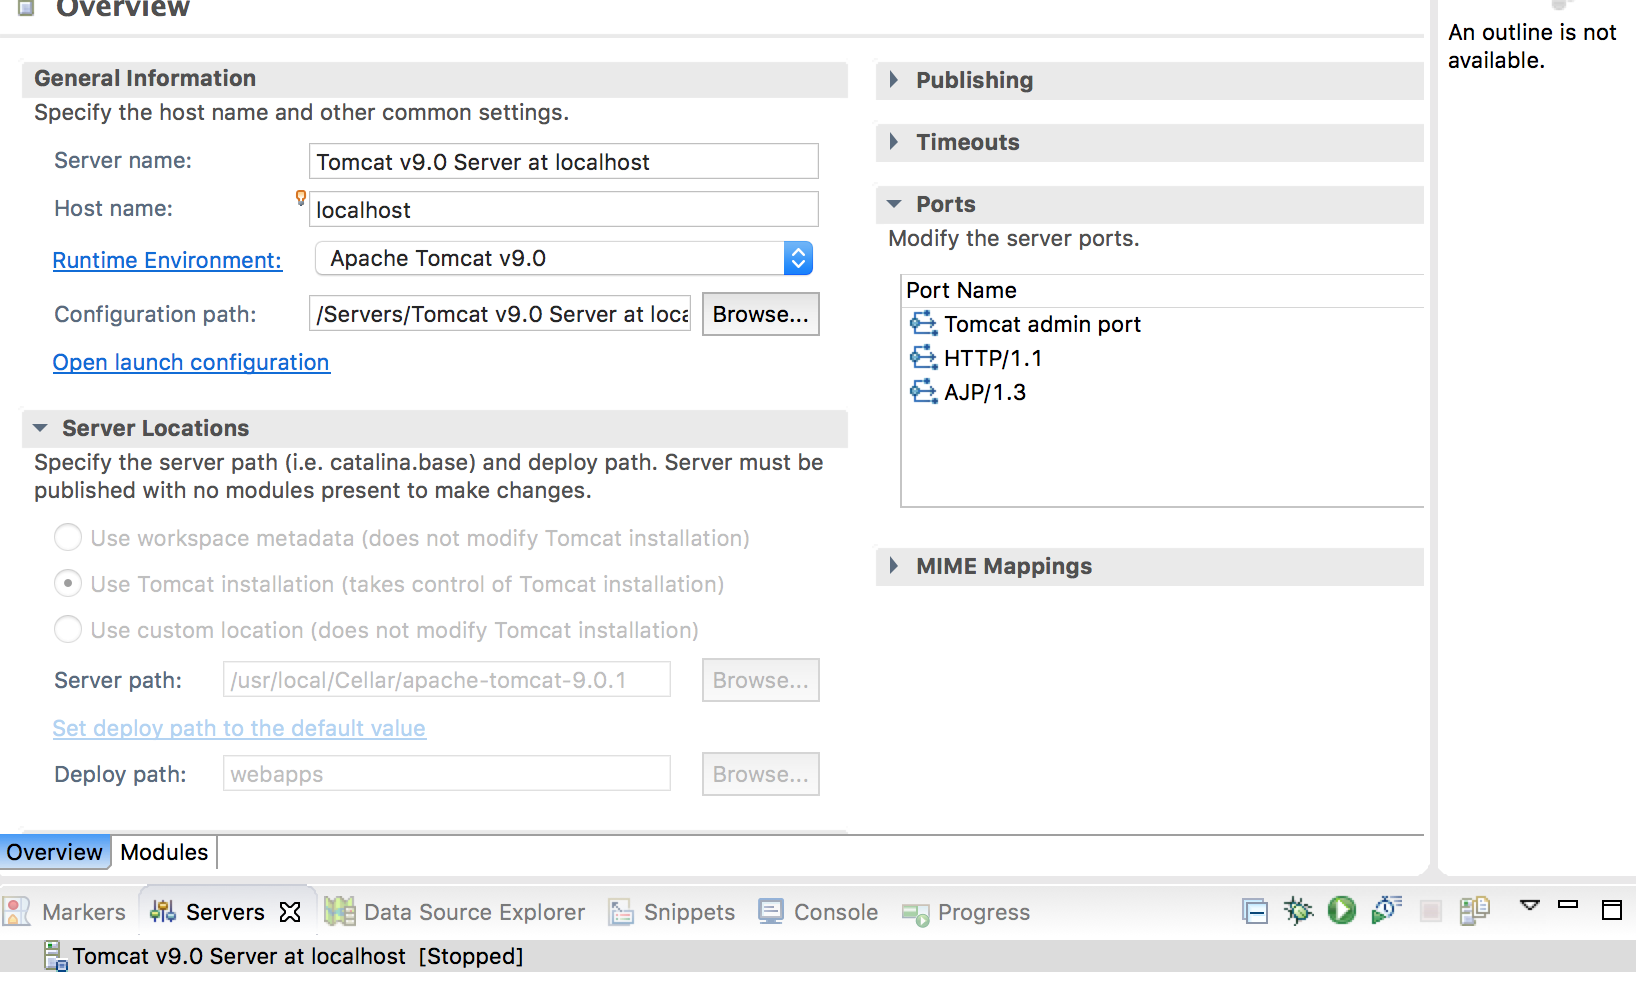 Overview
General Information
Specify the host name and other common settings.
Server name:
Tomcat v9.0 Server at localhost
Host name:
localhost
Runtime Environment:
Apache Tomcat v9.0
Configuration path:
/Servers/Tomcat v9.0 Server at loca
Browse...
Open launch configuration
Server Locations
Specify the server path (i.e. catalina.base) and deploy path. Server must be
published with no modules present to make changes.
Use workspace metadata (does not modify Tomcat installation)
Use Tomcat installation (takes control of Tomcat installation)
Use custom location (does not modify Tomcat installation)
Server path:
/usr/local/Cellar/apache-tomcat-9.0.1
Browse...
Set deploy path to the default value
Deploy path:
webapps
Browse...
Publishing
Timeouts
Ports
Modify the server ports.
Port Name
Tomcat admin port
HTTP/1.1
AJP/1.3
MIME Mappings
An outline is not
available.
Overview
Modules
Markers
Servers
Data Source Explorer
Snippets
Console
Progress
Tomcat v9.0 Server at localhost [Stopped]